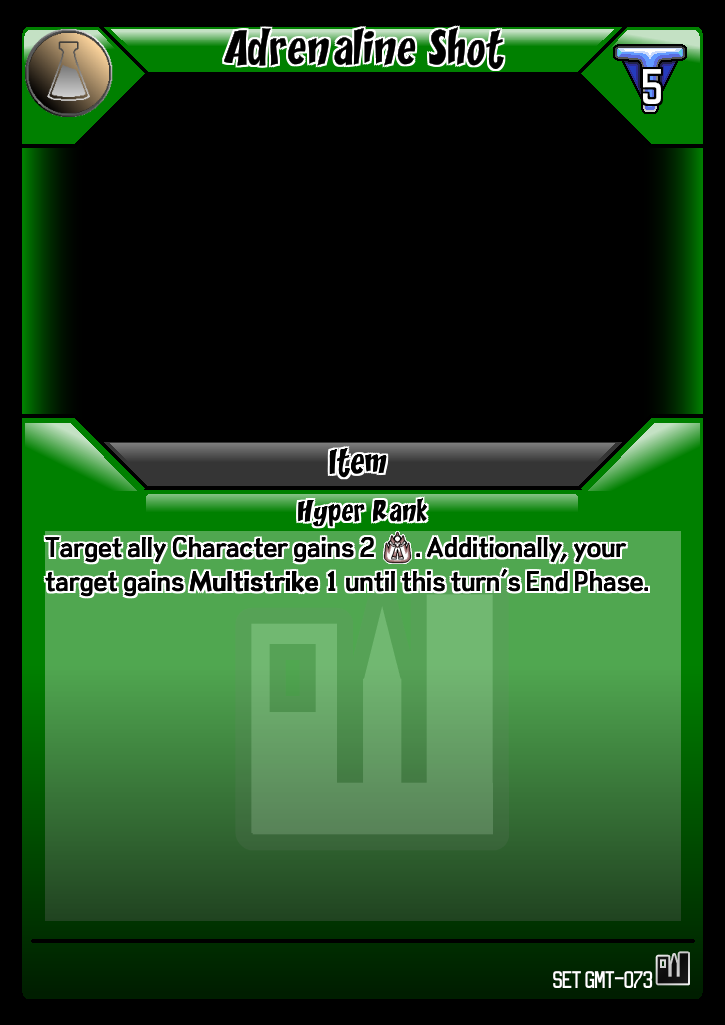 Adrenaline Shot
5
Item
Hyper Rank
Target ally Character gains 2 . Additionally, your
target gains Multistrike 1 until this turn's End Phase.
SET GMT-073